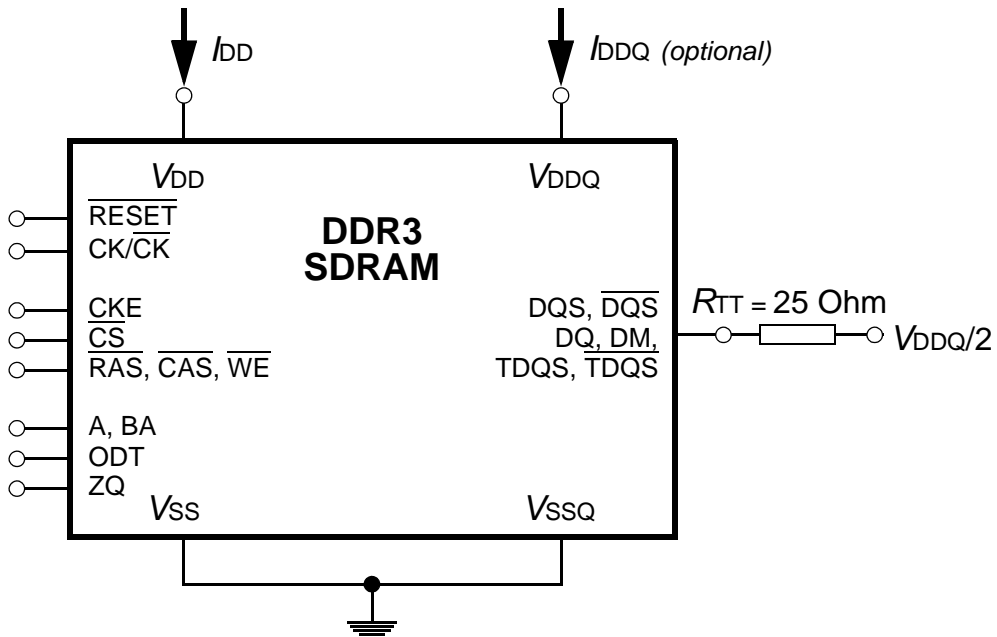 IDD
IDDQ (optional)
VDD
VDDQ
RESET
CK/CK
DDR3
SDRAM
CKE
CS
RAS, CAS, WE
DQS, DQS
DQ, DM,
TDQS, TDQS
RTT = 25 Ohm
VDDQ/2
A, BA
ODT
ZQ
VSS
VSSQ